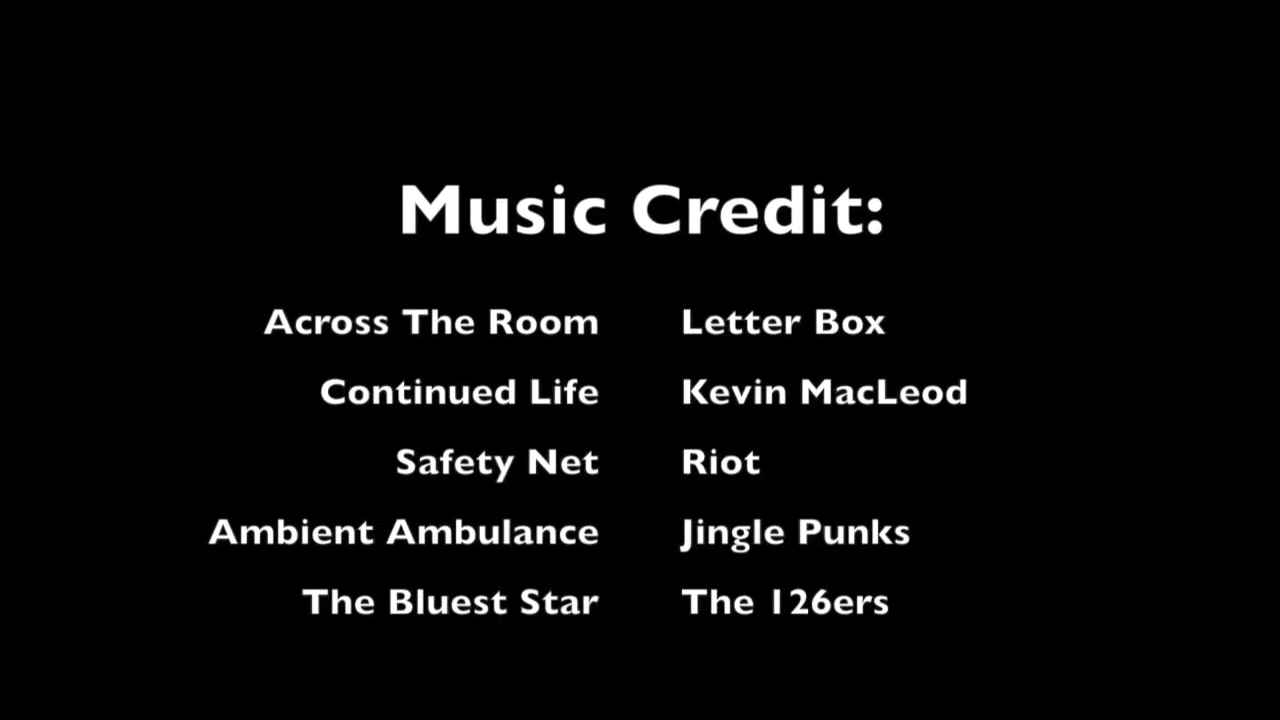 Music Credit:
Across The Room Letter Box
Continued Life Kevin MacLeod
Safety Net Riot
Ambient Ambulance Jingle Punks
The Bluest Star The 126ers